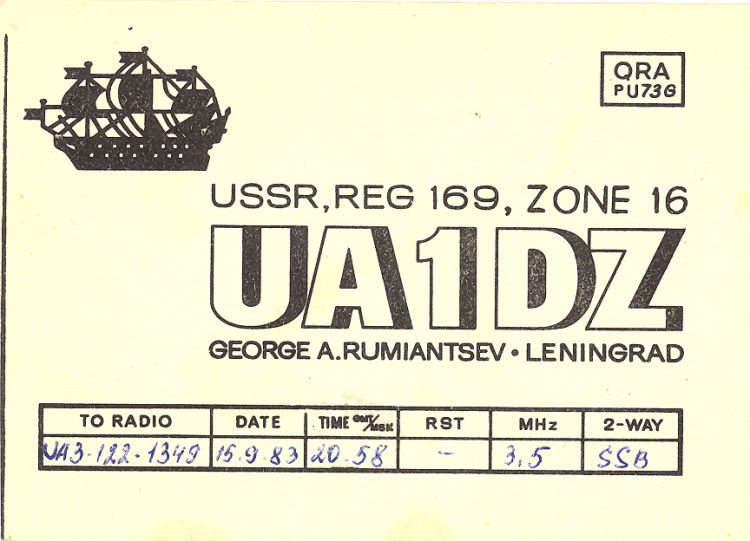 QRA
PU73G
USSR, REG 169, ZONE 16
UA1DZ
GEORGE A. RUMIANTSEV • LENINGRAD
TO RADIO DATE TIME GMT/MSK RST MHz 2-WAY
UA3-122-1349 15.9.83 20.58 - 3,5 SSB